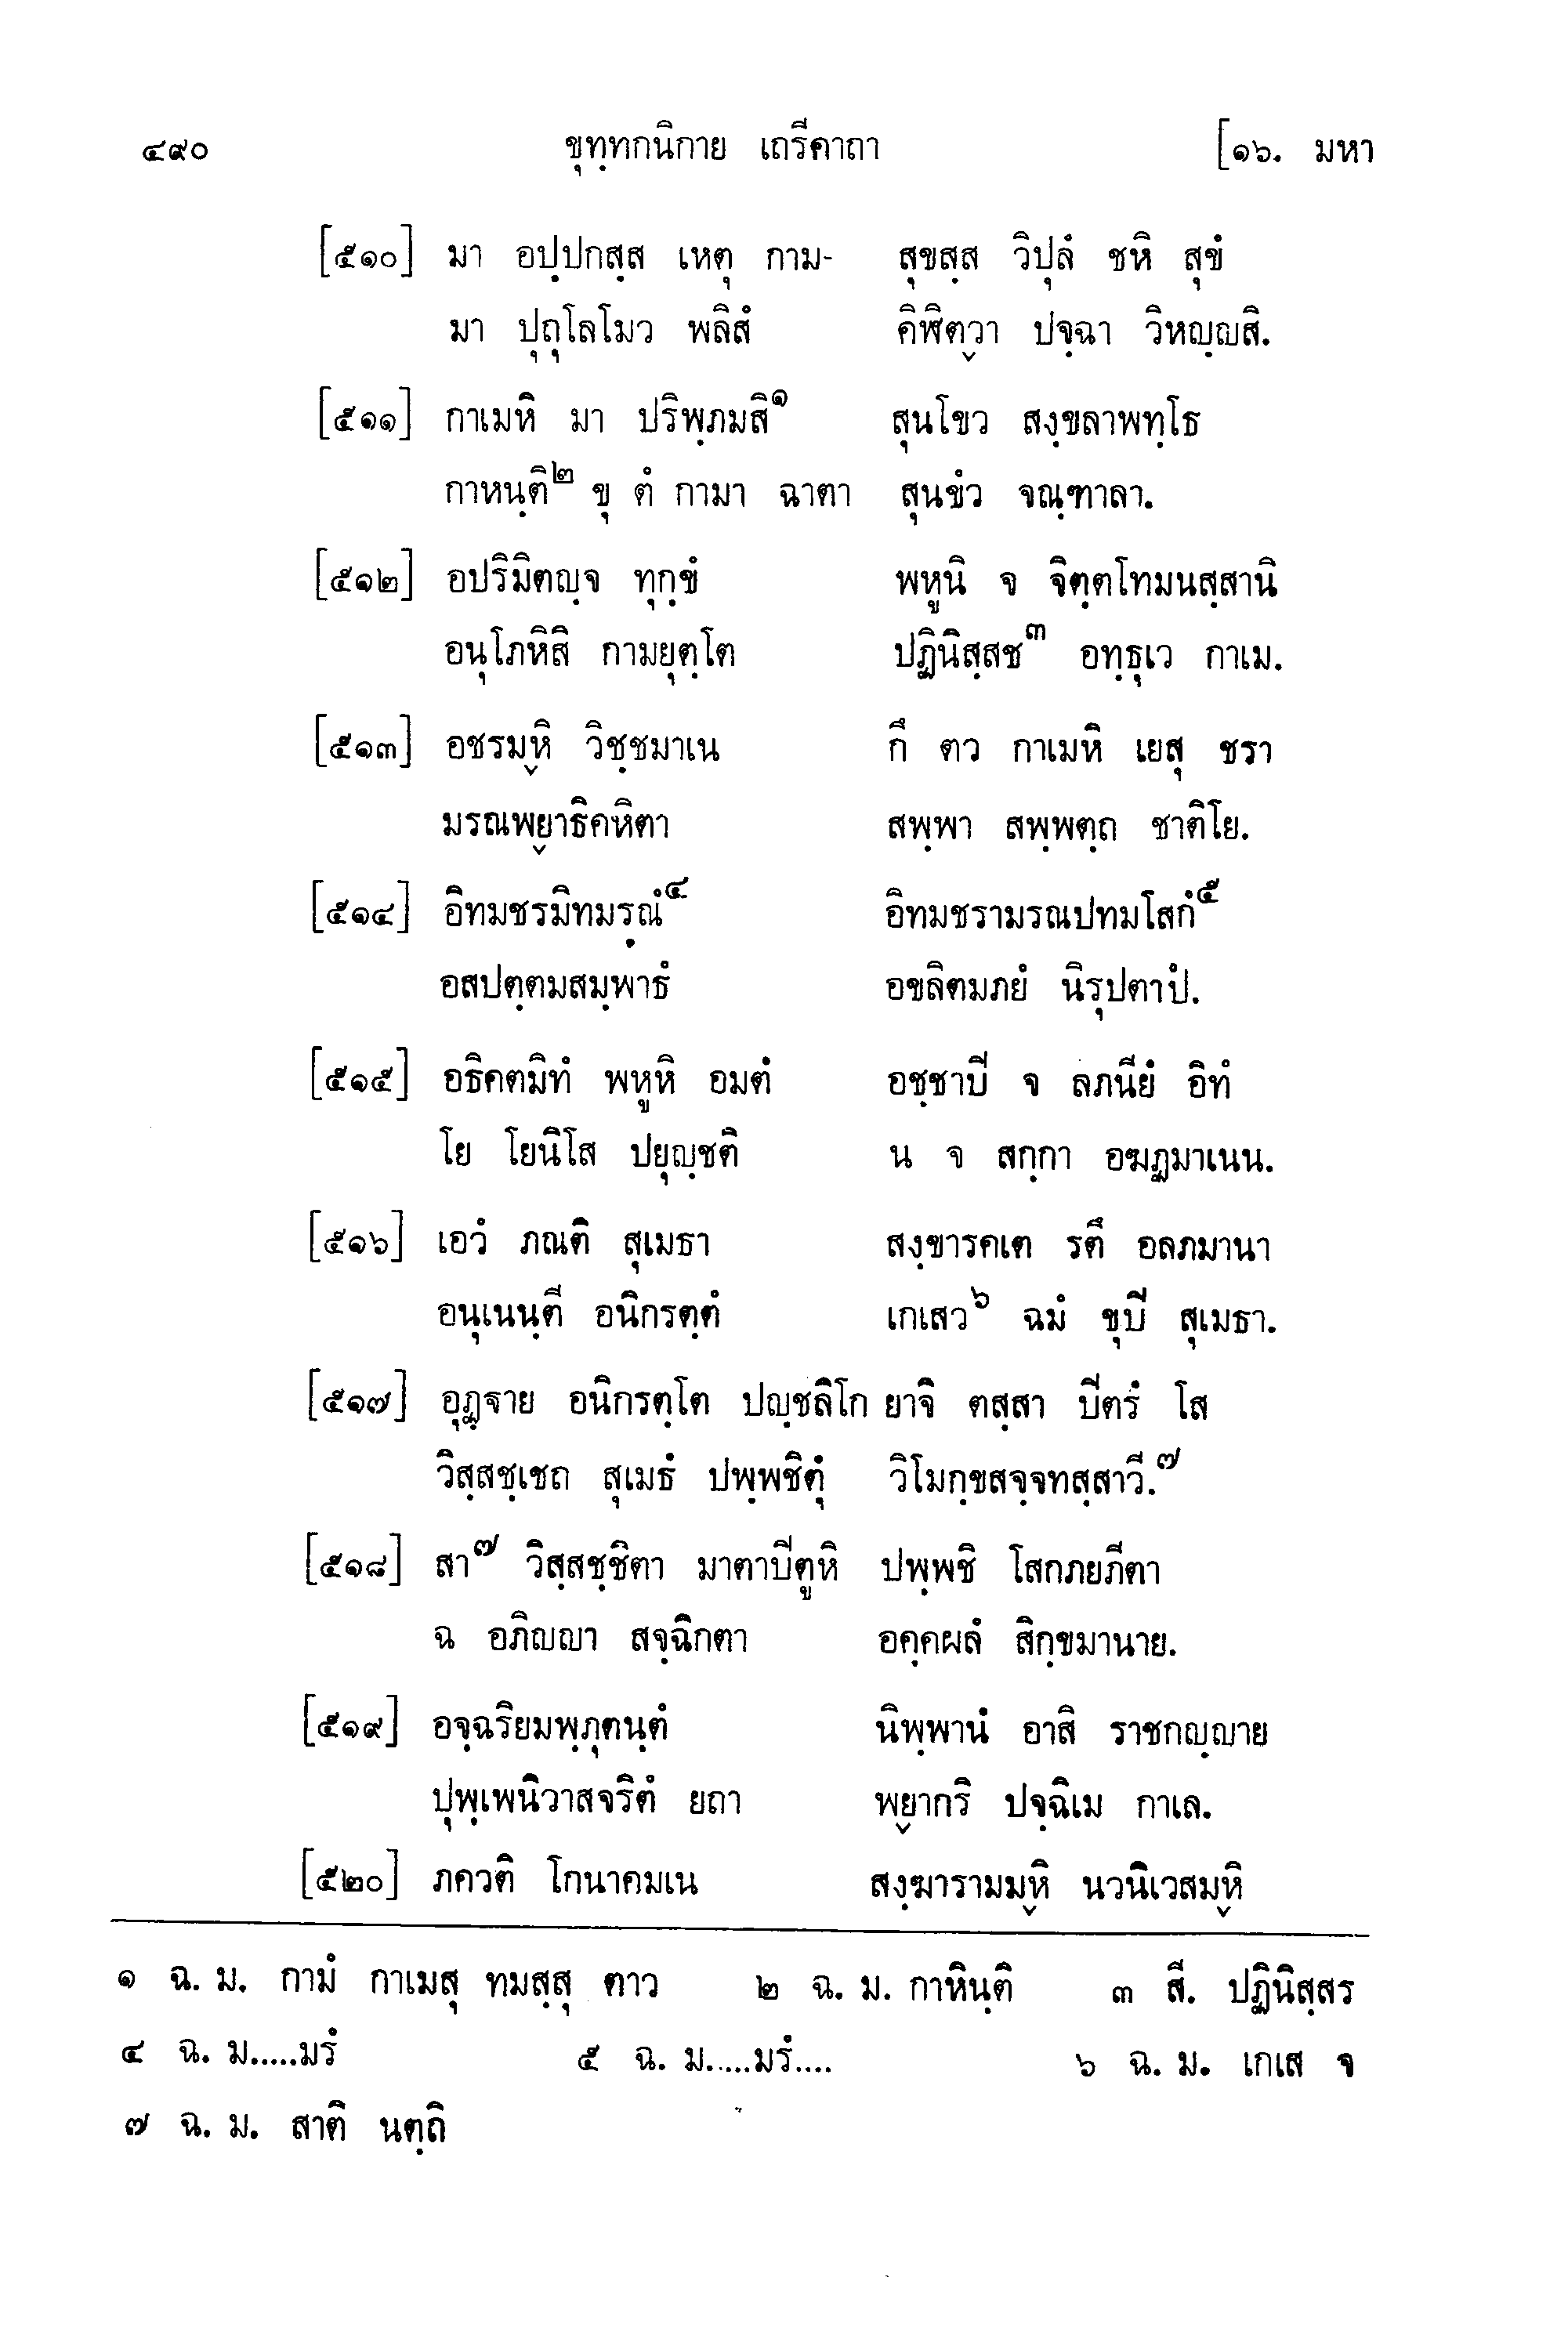 ๔๙๐ ขุทฺทกนิกาย เถรีคาถา [๑๖. มหา
[๕๑๐] มา อปฺปกสฺส เหตุ กาม- สุขสฺส วิปุลํ ชหิ สุขํ
มา ปุถุโลโมว พลิสํ คิฬิตฺวา ปจฺฉา วิหญฺญสิ.
[๕๑๑] กาเมหิ มา ปริพฺภมสิ๑ สุนโขว สงฺขลาพทฺโธ
กาหนฺติ๒ ขุ ตํ กามา ฉาตา สุนขํว จณฺฑาลา.
[๕๑๒] อปริมิตญฺจ ทุกฺขํ พหูนิ จ จิตฺตโทมนสฺสานิ
อนุโภหิสิ กามยุตฺโต ปฏินิสฺสช๓ อทฺธุเว กาเม.
[๕๑๓] อชรมฺหิ วิชฺชมาเน กึ ตว กาเมหิ เยสุ ชรา
มรณพฺยาธิคหิตา สพฺพา สพฺพตฺถ ชาติโย.
[๕๑๔] อิทมชรมิทมรฺณํ๔ อิทมชรามรณปทมโสกํ๕
อสปตฺตมสมฺพาธํ อขลิตมภยํ นิรุปตาปํ.
[๕๑๕] อธิคตมิทํ พหูหิ อมตํ อชฺชาปี จ ลภนียํ อิทํ
โย โยนิโส ปยุญฺชติ น จ สกฺกา อฆฏมาเนน.
[๕๑๖] เอวํ ภณติ สุเมธา สงฺขารคเต รตึ อลภมานา
อนุเนนฺตี อนิกรตฺตํ เกเสว๖ ฉมํ ขุปี สุเมธา.
[๕๑๗] อุฏฺฐาย อนิกรตฺโต ปญฺชลิโก ยาจิ ตสฺสา ปีตรํ โส
วิสฺสชฺเชถ สุเมธํ ปพฺพชิตุํ วิโมกฺขสจฺจทสฺสาวี.๗
[๕๑๘] สา๗ วิสฺสชฺชิตา มาตาปีตูหิ ปพฺพชิ โสกภยภีตา
ฉ อภิญญา สจฺฉิกตา อคฺคผลํ สิกฺขมานาย.
[๕๑๙] อจฺฉริยมพฺภุตนฺตํ นิพฺพานํ อาสิ ราชกญฺญาย
ปุพฺเพนิวาสจริตํ ยถา พฺยากริ ปจฺฉิเม กาเล.
[๕๒๐] ภควติ โกนาคมเน สงฺฆารามมฺหิ นวนิเวสมฺหิ
๑ ฉ. ม. กามํ กาเมสุ ทมสฺสุ ตาว ๒ ฉ. ม. กาหินฺติ ๓ สี. ปฏินิสฺสร
๔ ฉ. ม.....มรํ ๕ ฉ. ม.....มรํ.... ๖ ฉ. ม. เกเส จ
๗ ฉ. ม. สาติ นตฺถิ